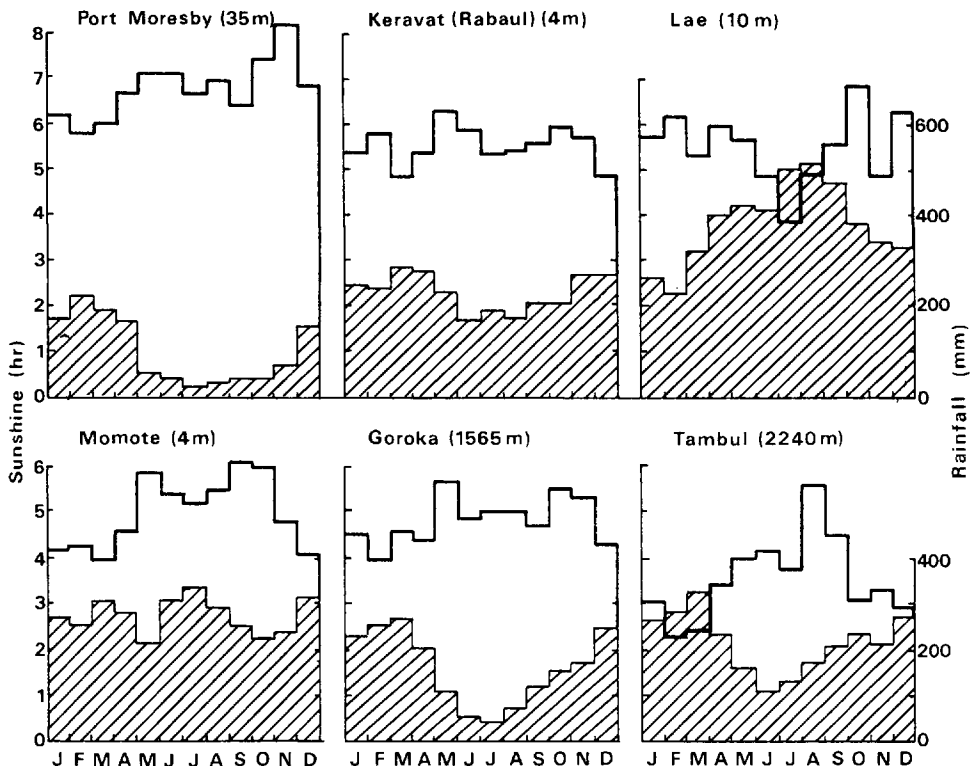 Port Moresby (35m)
Keravat (Rabaul) (4m)
Lae (10 m)
8
7
6
5
4
3
2
1
0
600
400
200
0
Sunshine (hr)
Rainfall (mm)
Momote (4m)
Goroka (1565 m)
Tambul (2240 m)
6
5
4
3
2
1
0
400
200
0
J F M A M J J A S O N D
J F M A M J J A S O N D
J F M A M J J A S O N D